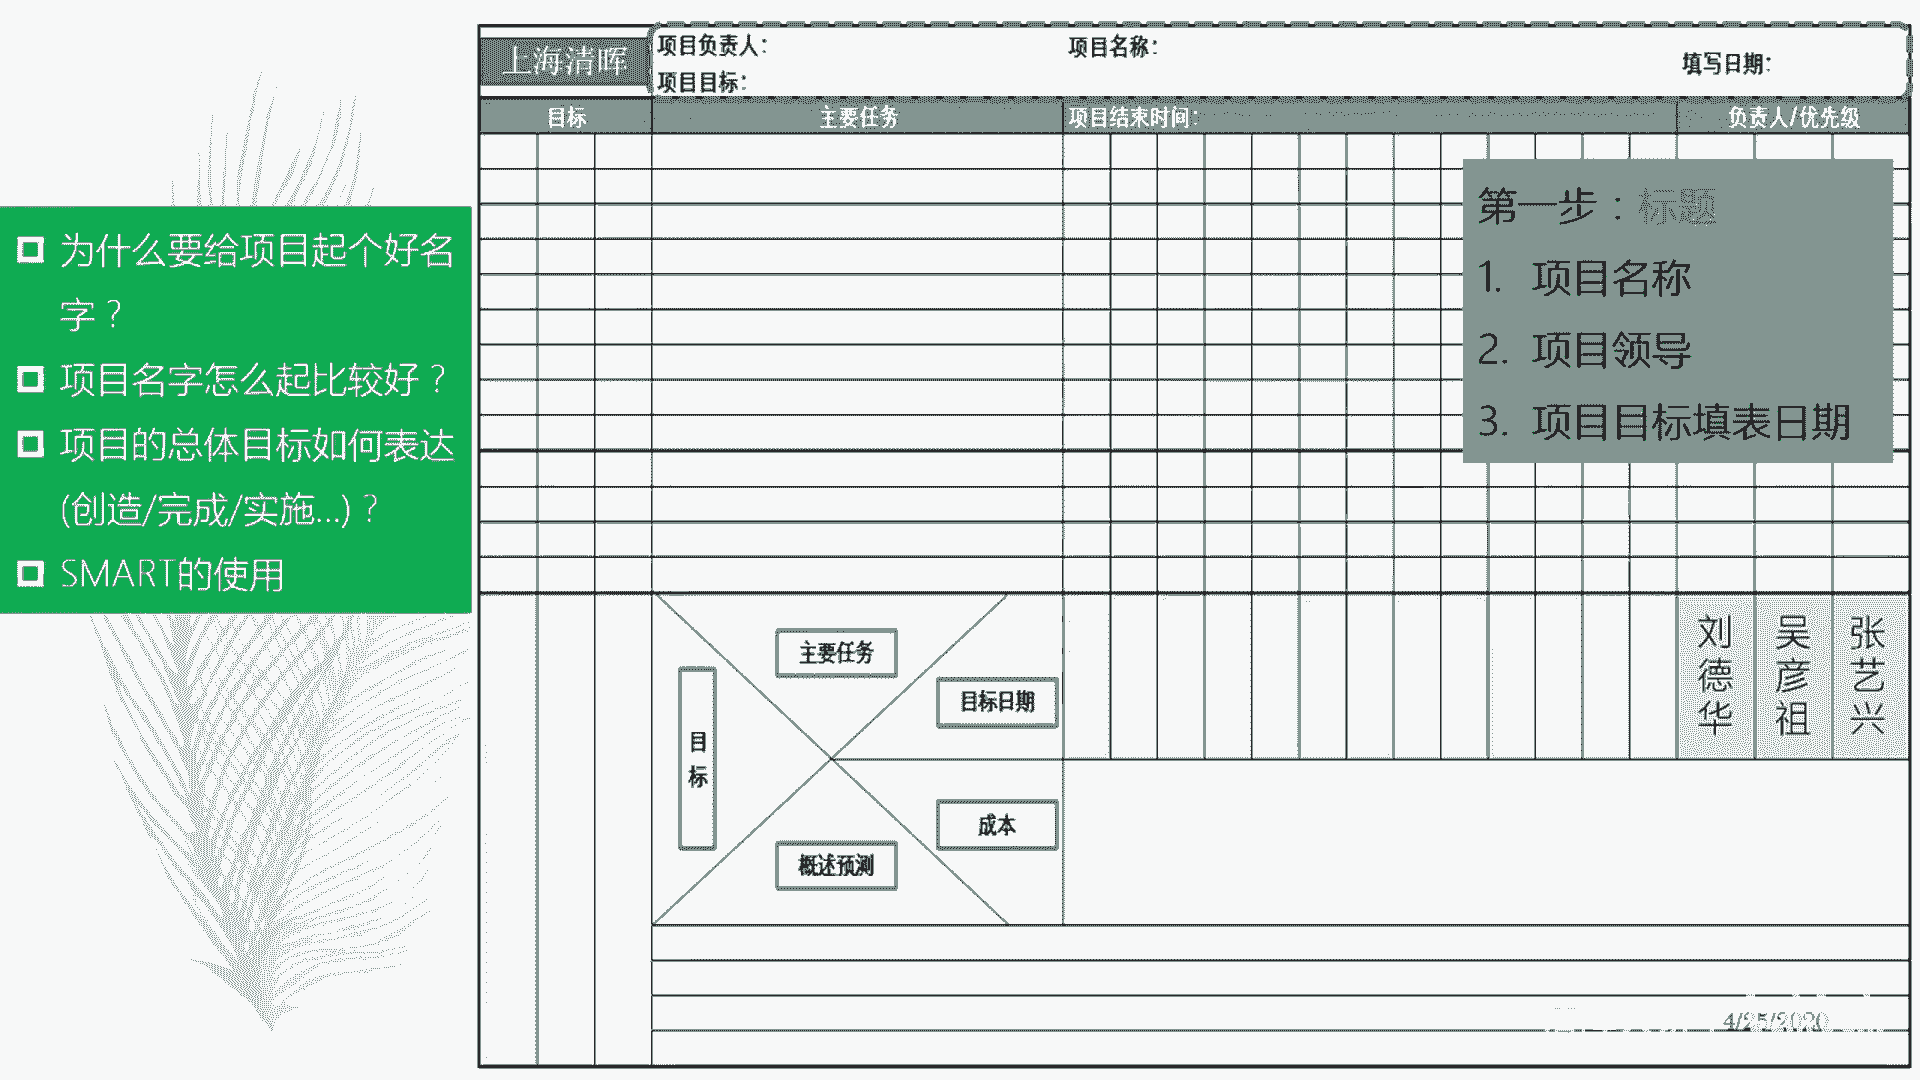 上海清晖
项目负责人：
项目名称：
填写日期：
项目目标：
目标
主要任务
项目结束时间：
负责人/优先级
为什么要给项目起个好名
字？
项目名字怎么起比较好？
项目的总体目标如何表达
(创造/完成/实施...)？
SMART的使用
第一步：标题
1. 项目名称
2. 项目领导
3. 项目目标填表日期
主要任务
目标日期
目标
成本
概述预测
刘德华
吴彦祖
张艺兴
4/25/2020